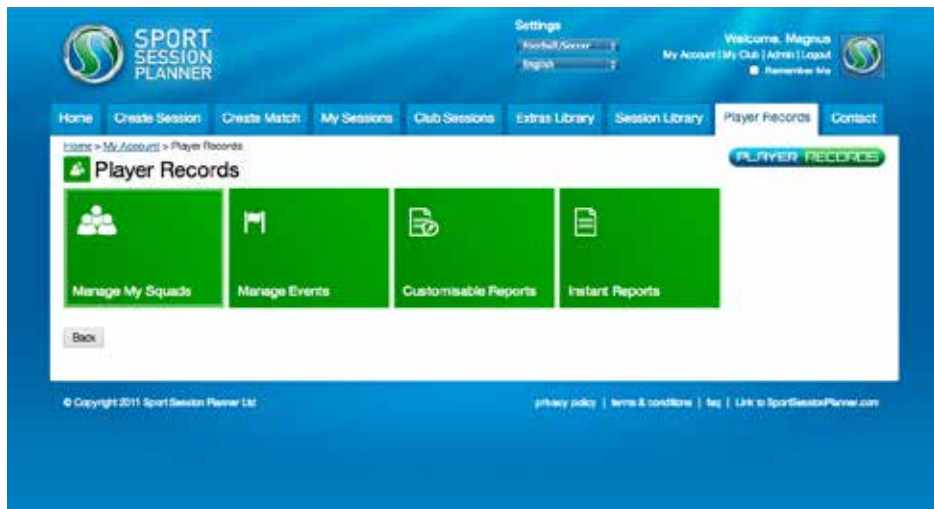 SPORT
SESSION
PLANNER
Settings
Football/Soccer
English
Welcome, Magnus
My Account | My Club | Admin | Logout
Remember Me
Home Create Session Create Match My Sessions Club Sessions Extras Library Session Library Player Records Contact
Home > My Account > Player Records
PLAYER RECORDS
Player Records
Manage My Squads Manage Events Customisable Reports Instant Reports
Back
© Copyright 2011 Sport Session Planner Ltd privacy policy | terms & conditions | faq | Link to SportSessionPlanner.com